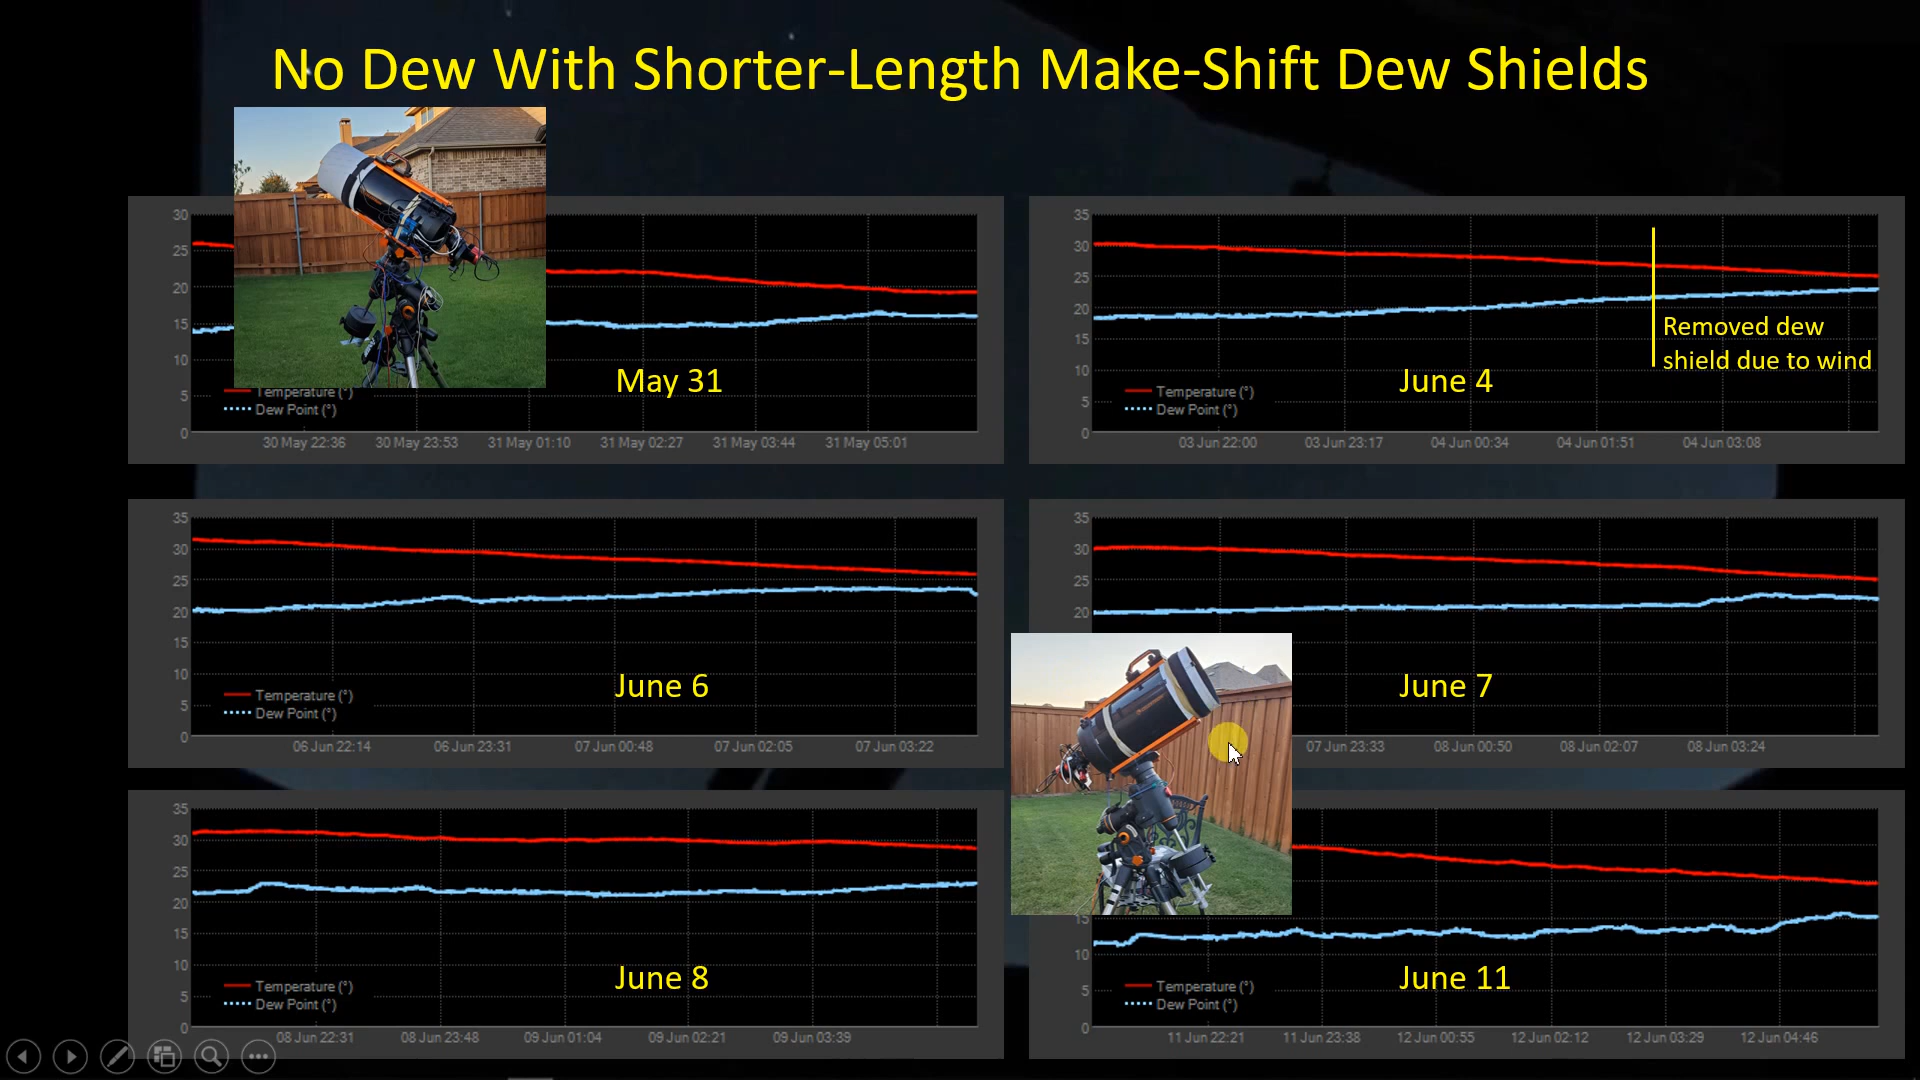 No Dew With Shorter-Length Make-Shift Dew Shields
30
25
20
15
10
5
0
May 31
Temperature (°)
Dew Point (°)
30 May 22:36 30 May 23:53 31 May 01:10 31 May 02:27 31 May 03:44 31 May 05:01
35
30
25
20
15
10
5
0
Removed dew
shield due to wind
June 4
Temperature (°)
Dew Point (°)
03 Jun 22:00 03 Jun 23:17 04 Jun 00:34 04 Jun 01:51 04 Jun 03:08
35
30
25
20
15
10
5
0
June 6
Temperature (°)
Dew Point (°)
06 Jun 22:14 06 Jun 23:31 07 Jun 00:48 07 Jun 02:05 07 Jun 03:22
35
30
25
20
June 7
07 Jun 23:33 08 Jun 00:50 08 Jun 02:07 08 Jun 03:24
35
30
25
20
15
10
5
0
June 8
Temperature (°)
Dew Point (°)
08 Jun 22:31 08 Jun 23:48 09 Jun 01:04 09 Jun 02:21 09 Jun 03:39
15
10
5
0
June 11
Temperature (°)
Dew Point (°)
11 Jun 22:21 11 Jun 23:38 12 Jun 00:55 12 Jun 02:12 12 Jun 03:29 12 Jun 04:46